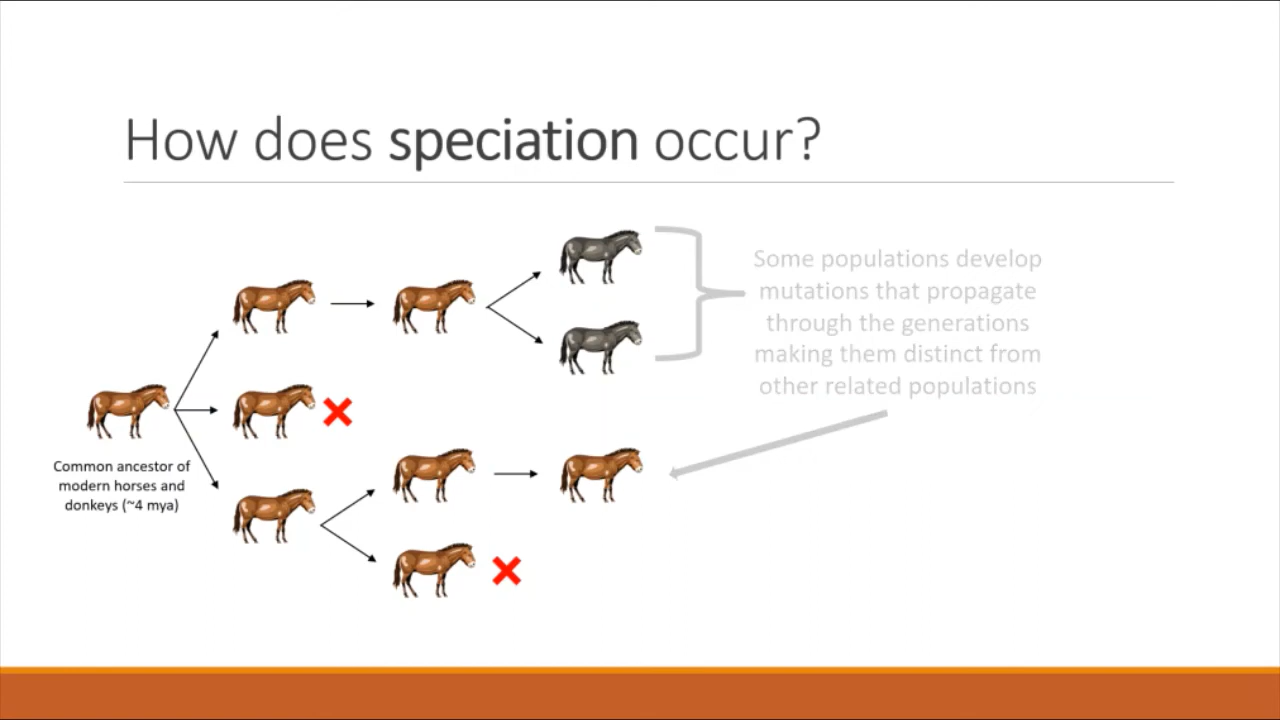 How does speciation occur?
Some populations develop
mutations that propagate
through the generations
making them distinct from
other related populations
Common ancestor of
modern horses and
donkeys (~4 mya)